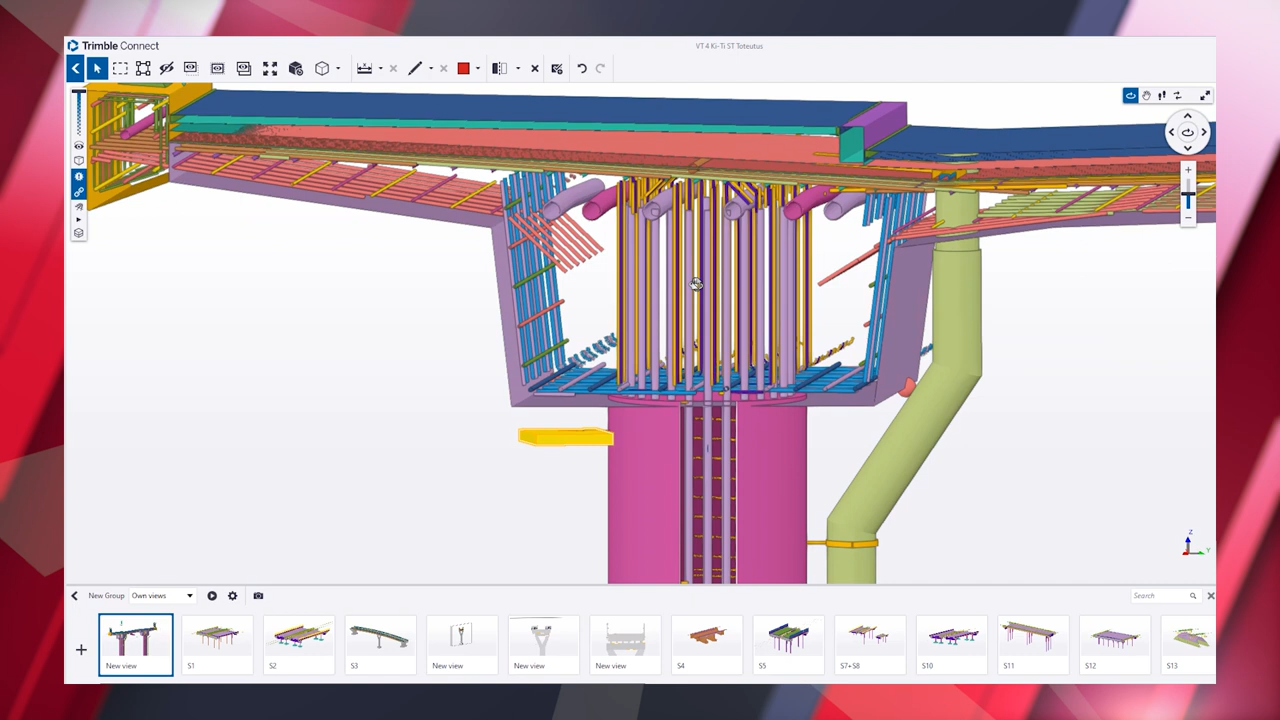 Trimble Connect
VT 4 Ki-Ti ST Toteutus
Z
Y
New Group Own views
Search
New view
S1
S2
S3
New view
New view
New view
S4
S5
S7+S8
S10
S11
S12
S13